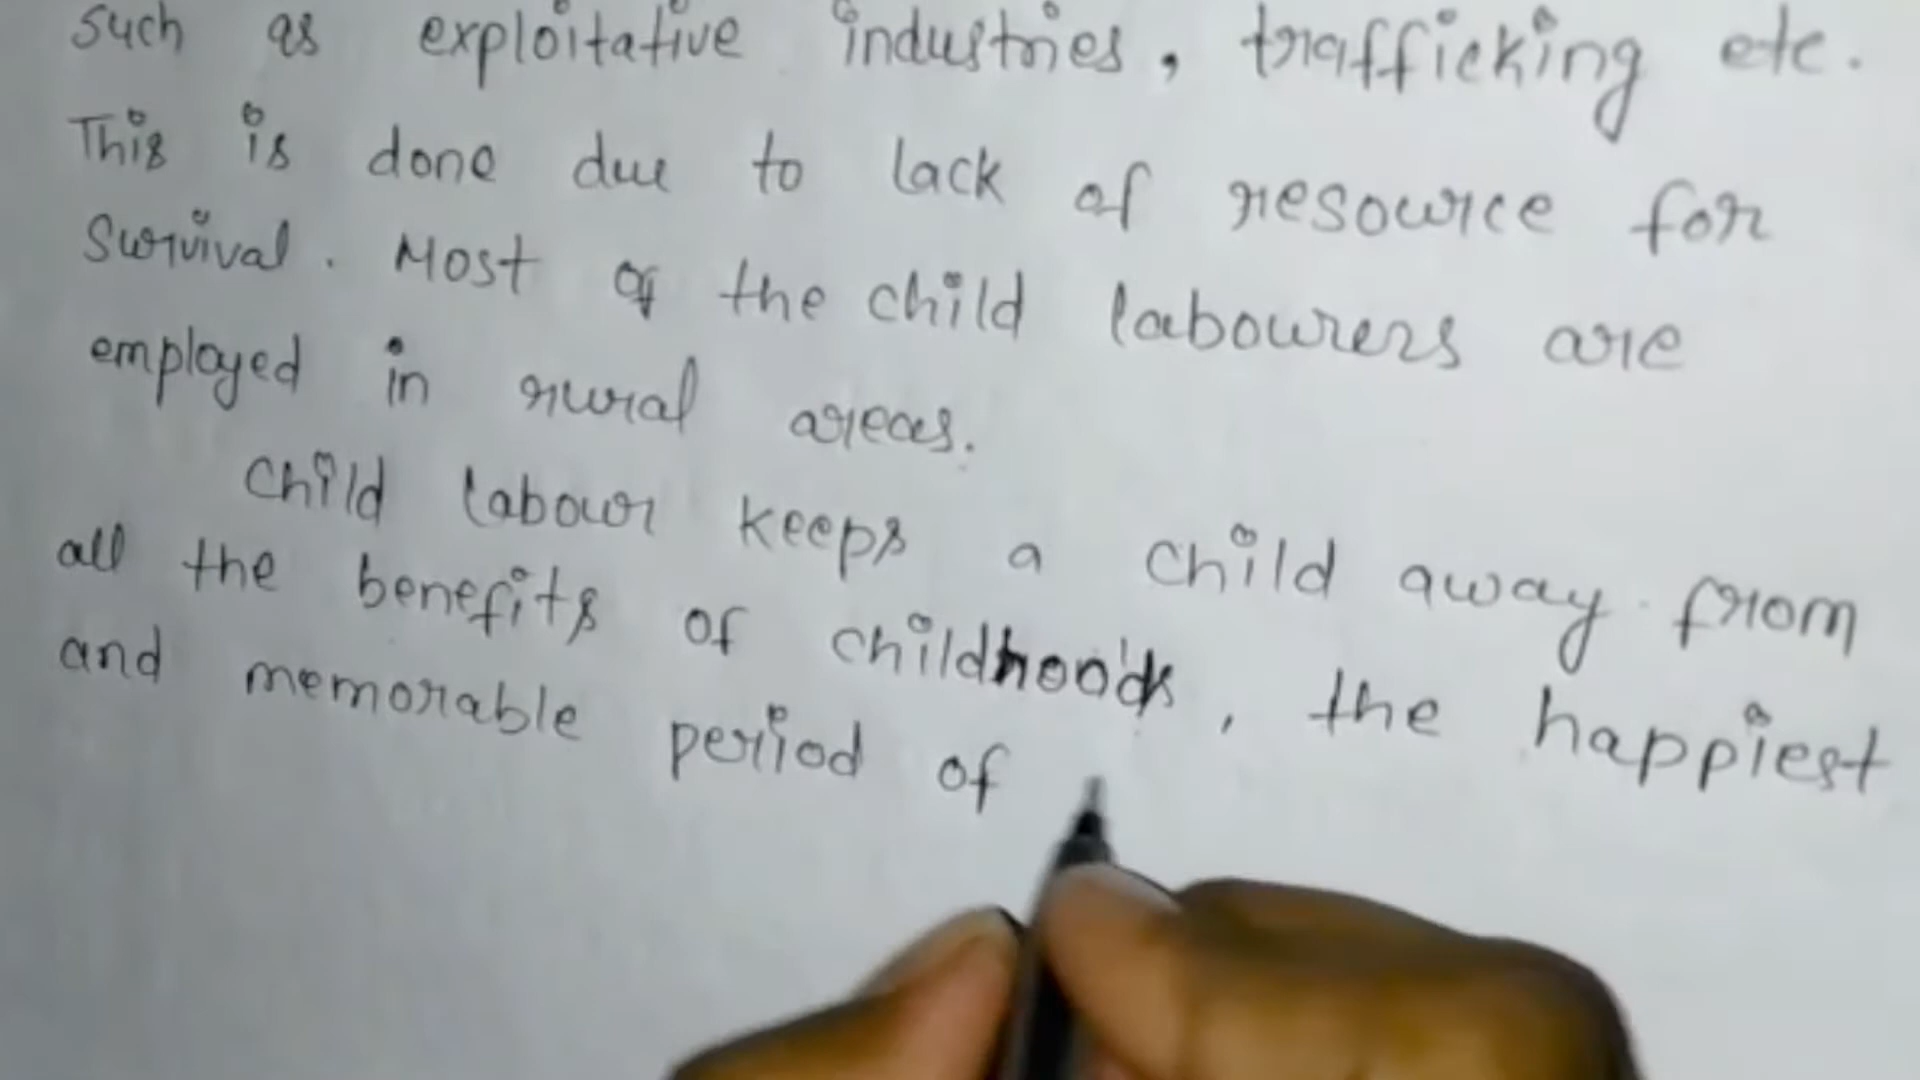 such as exploitative industries, trafficking etc.
This is done due to lack of resource for
Survival. Most of the child labourers are
employed in rural areas.
Child labour keeps a child away from
all the benefits of childhoods, the happiest
and memorable period of